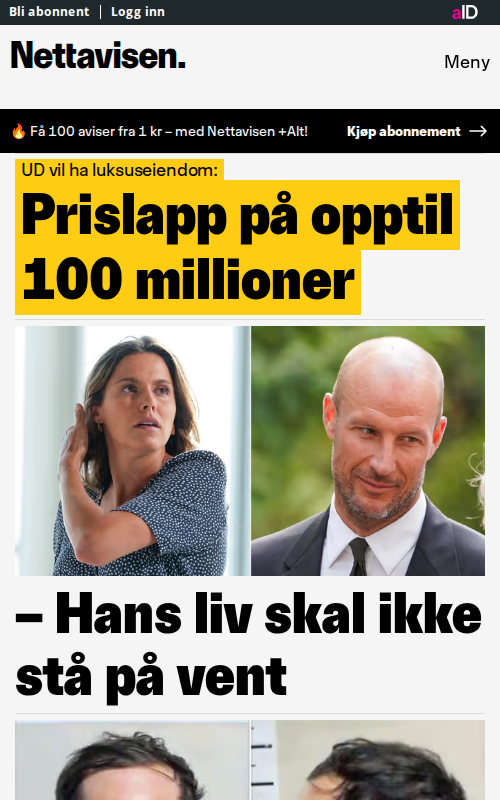 Bli abonnent
Logg inn
aID
Nettavisen.
Meny
🔥 Få 100 aviser fra 1 kr – med Nettavisen +Alt!
Kjøp abonnement →
UD vil ha luksuseiendom:
Prislapp på opptil
100 millioner
– Hans liv skal ikke
stå på vent